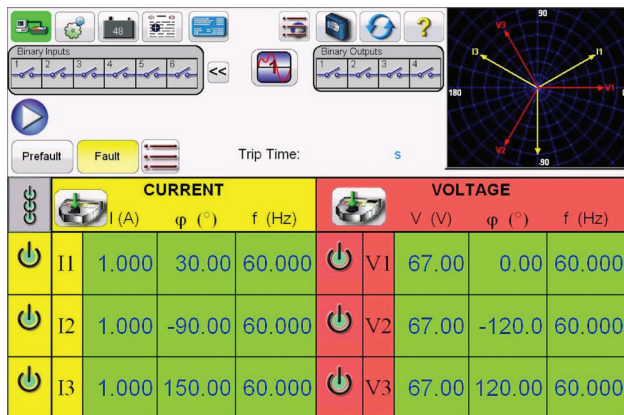 48
?
Binary Inputs
1 2 3 4 5 6
<<
Binary Outputs
1 2 3 4
90
V3
I3
I1
180
V1
0
V2
-90
Prefault
Fault
Trip Time:
s
CURRENT
VOLTAGE
I (A) φ (°) f (Hz)
V (V) φ (°) f (Hz)
I1 1.000 30.00 60.000 V1 67.00 0.00 60.000
I2 1.000 -90.00 60.000 V2 67.00 -120.0 60.000
I3 1.000 150.00 60.000 V3 67.00 120.00 60.000